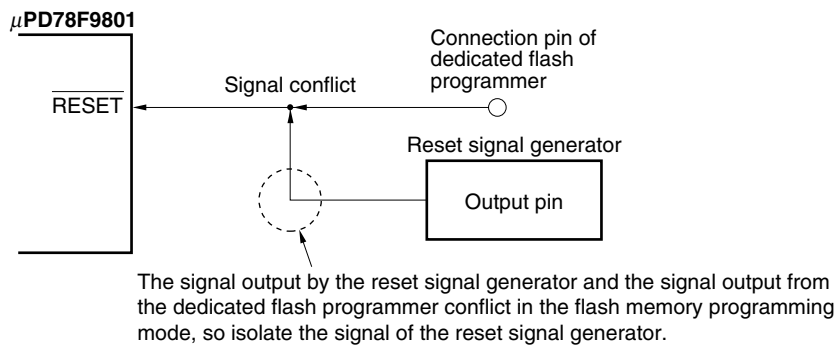 μPD78F9801
Connection pin of
dedicated flash
programmer
Signal conflict
RESET
Reset signal generator
Output pin
The signal output by the reset signal generator and the signal output from
the dedicated flash programmer conflict in the flash memory programming
mode, so isolate the signal of the reset signal generator.